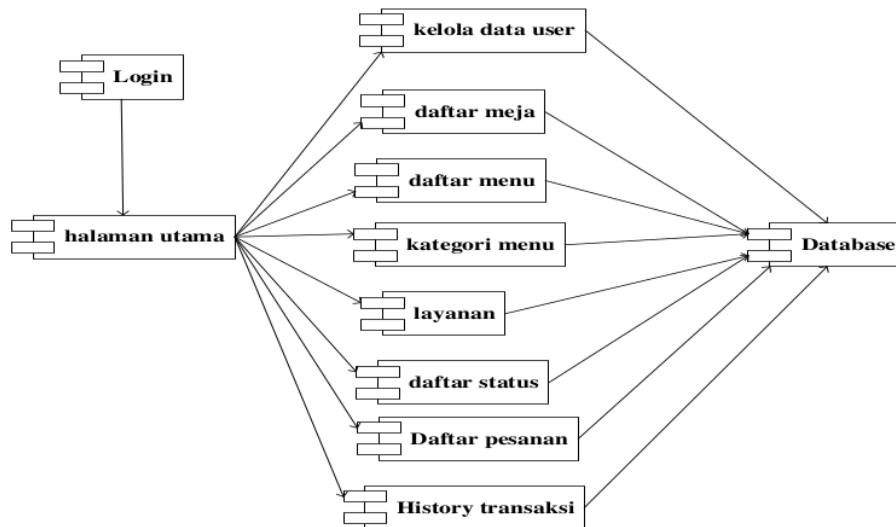 kelola data user
Login
daftar meja
daftar menu
halaman utama
kategori menu
Database
layanan
daftar status
Daftar pesanan
History transaksi